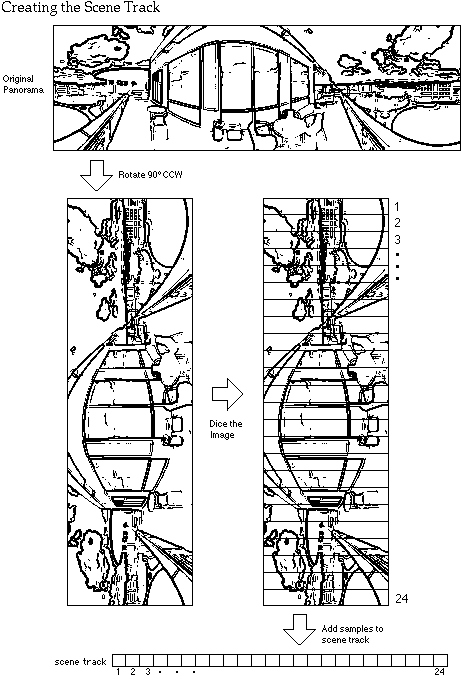 Creating the Scene Track
Original
Panorama
Rotate 90° CCW
1
2
3
.
.
.
Dice the
Image
24
Add samples to
scene track
scene track
1 2 3 . . . 24